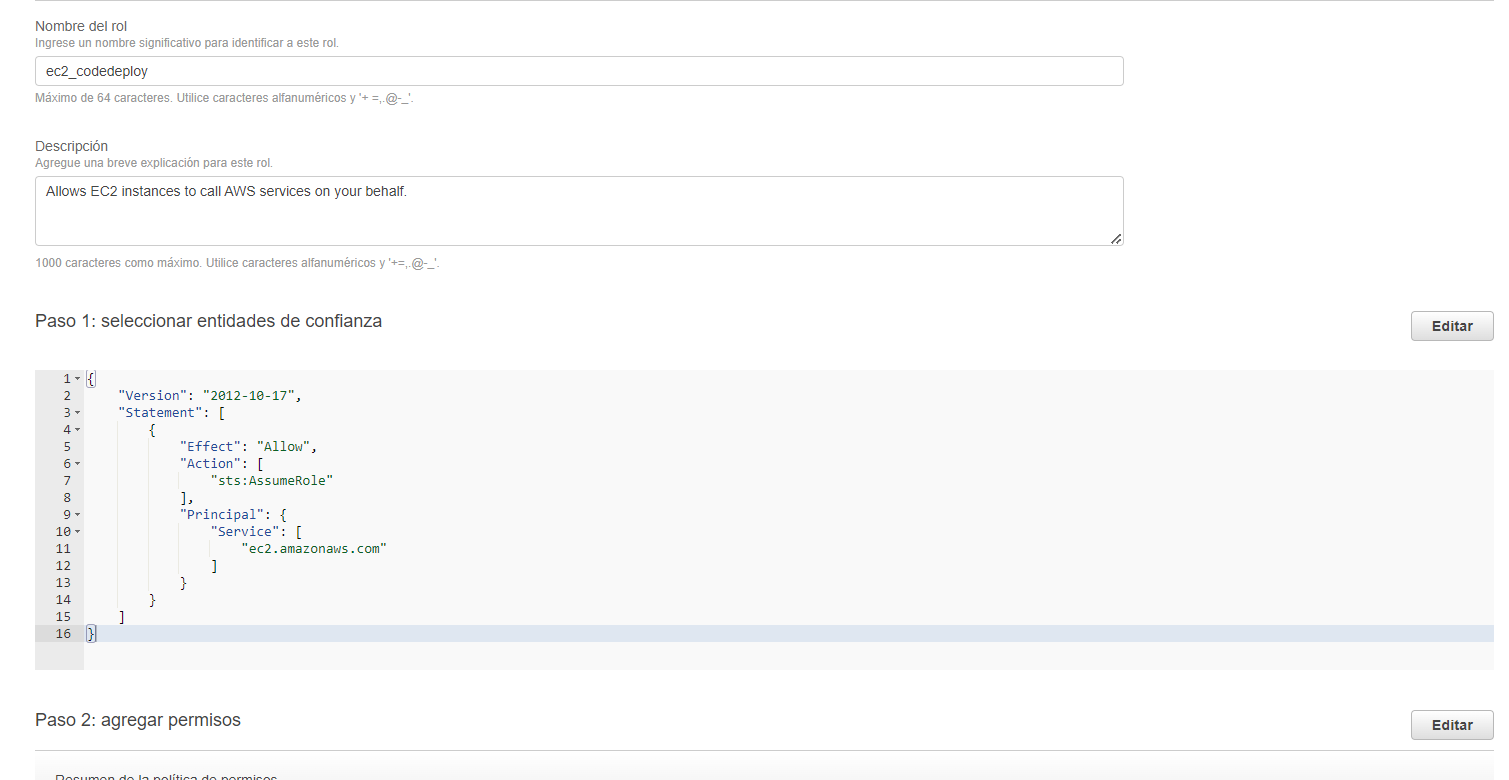 Nombre del rol
Ingrese un nombre significativo para identificar a este rol.
ec2_codedeploy
Máximo de 64 caracteres. Utilice caracteres alfanuméricos y '+ =,.@-_'.
Descripción
Agregue una breve explicación para este rol.
Allows EC2 instances to call AWS services on your behalf.
1000 caracteres como máximo. Utilice caracteres alfanuméricos y '+=,.@-_'.
Paso 1: seleccionar entidades de confianza
Editar
1 {
2 "Version": "2012-10-17",
3 "Statement": [
4 {
5 "Effect": "Allow",
6 "Action": [
7 "sts:AssumeRole"
8 ],
9 "Principal": {
10 "Service": [
11 "ec2.amazonaws.com"
12 ]
13 }
14 }
15 ]
16 }
Paso 2: agregar permisos
Editar
Resumen de la política de permisos